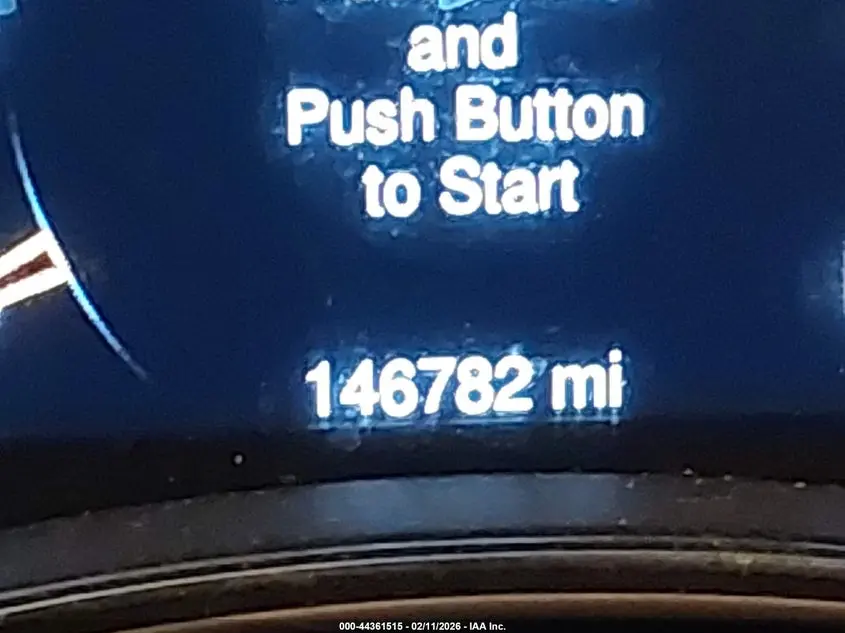 and
Push Button
to Start
146782 mi
000-44361515 - 02/11/2026 - IAA Inc.